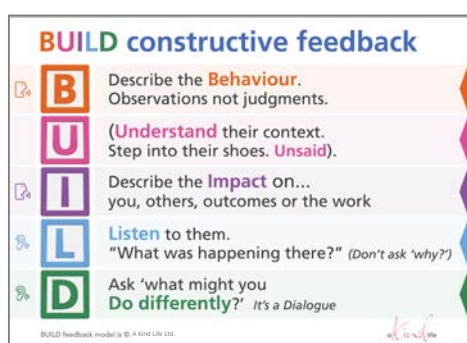 BUILD constructive feedback
B
Describe the Behaviour.
Observations not judgments.
U
(Understand their context.
Step into their shoes. Unsaid).
I
Describe the Impact on...
you, others, outcomes or the work
L
Listen to them.
"What was happening there?" (Don't ask 'why?')
D
Ask 'what might you
Do differently?' It's a Dialogue
BUILD feedback model is © A Kind Life Ltd.
a Kind life